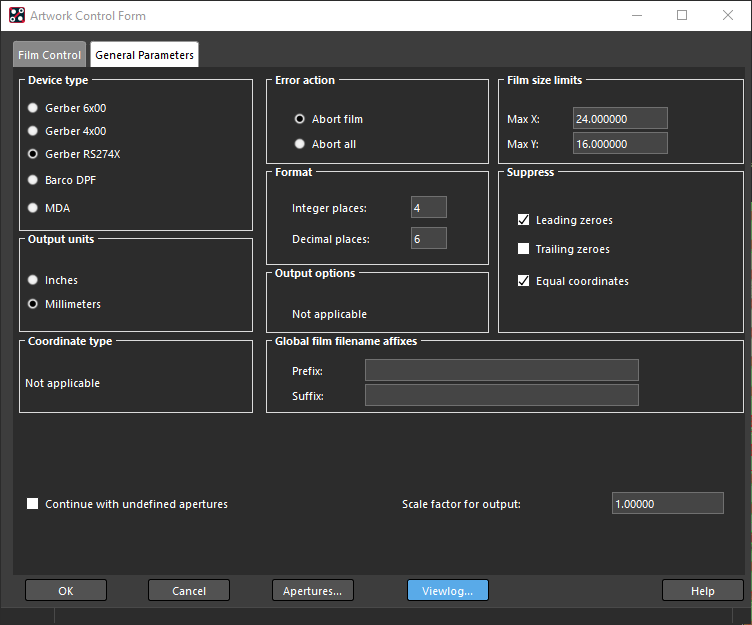 Artwork Control Form
Film Control
General Parameters
Device type
Gerber 6x00
Gerber 4x00
Gerber RS274X
Barco DPF
MDA
Output units
Inches
Millimeters
Coordinate type
Not applicable
Error action
Abort film
Abort all
Format
Integer places: 4
Decimal places: 6
Output options
Not applicable
Film size limits
Max X: 24.000000
Max Y: 16.000000
Suppress
Leading zeroes
Trailing zeroes
Equal coordinates
Global film filename affixes
Prefix:
Suffix:
Continue with undefined apertures
Scale factor for output: 1.00000
OK
Cancel
Apertures...
Viewlog...
Help